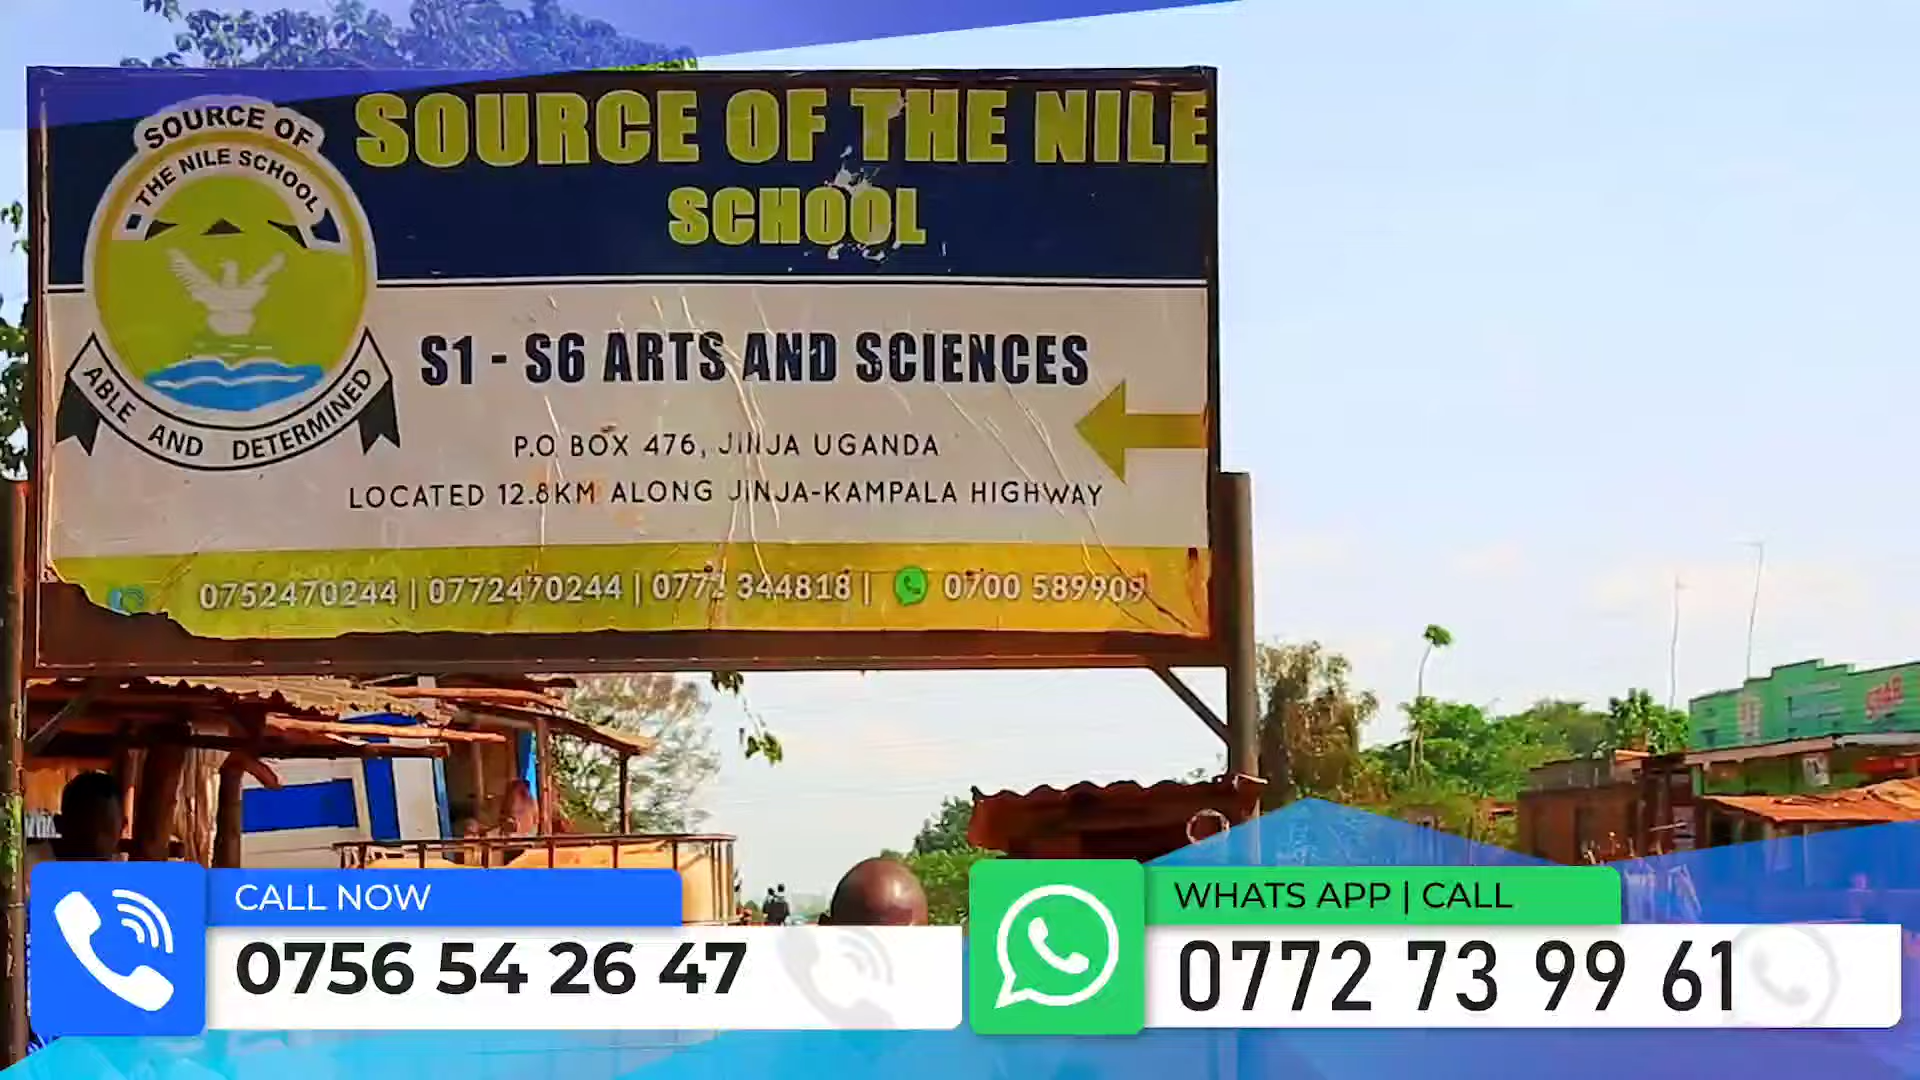 SOURCE OF
THE NILE SCHOOL
ABLE AND DETERMINED
SOURCE OF THE NILE
SCHOOL
S1 - S6 ARTS AND SCIENCES
P.O BOX 476, JINJA UGANDA
LOCATED 12.8KM ALONG JINJA-KAMPALA HIGHWAY
0752470244 | 0772470244 | 0772 344818 | 0700 589909
CALL NOW
0756 54 26 47
WHATS APP | CALL
0772 73 99 61